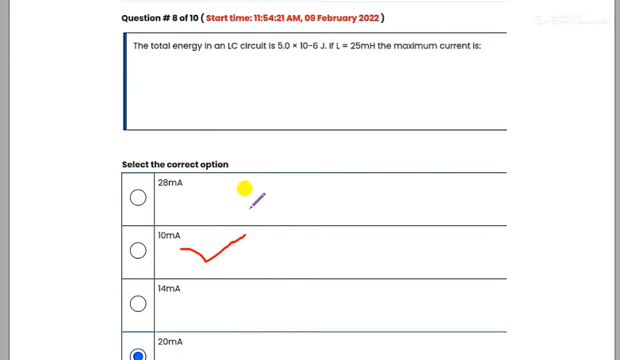 Question # 8 of 10 ( Start time: 11:54:21 AM, 09 February 2022 )
The total energy in an LC circuit is 5.0 × 10-6 J. If L = 25mH the maximum current is:
Select the correct option
28mA
10mA
14mA
20mA